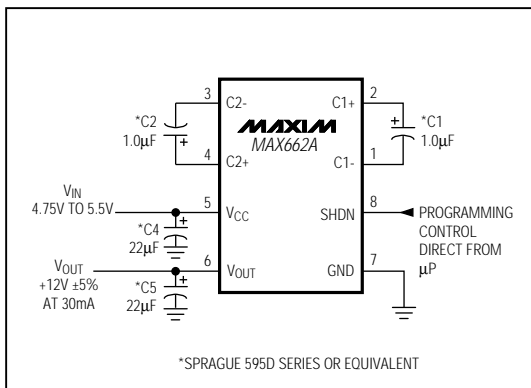 3
C2-
C1+
2
*C2
1.0µF
MAXIM
MAX662A
*C1
1.0µF
4
C2+
C1-
1
VIN
4.75V TO 5.5V
5
VCC
SHDN
8
PROGRAMMING
CONTROL
DIRECT FROM
µP
*C4
22µF
VOUT
+12V ±5%
AT 30mA
6
VOUT
GND
7
*C5
22µF
*SPRAGUE 595D SERIES OR EQUIVALENT